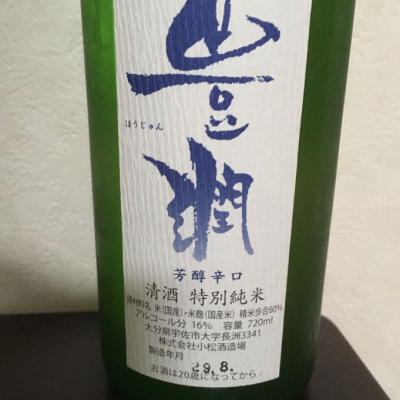 豊潤
ほうじゅん
芳醇辛口
清酒 特別純米
原材料名 米(国産)・米麹(国産米) 精米歩合60%
アルコール分 16% 容量 720ml
大分県宇佐市大字長洲3341
株式会社小松酒造場
製造年月
29.8.
お酒は20歳になってから